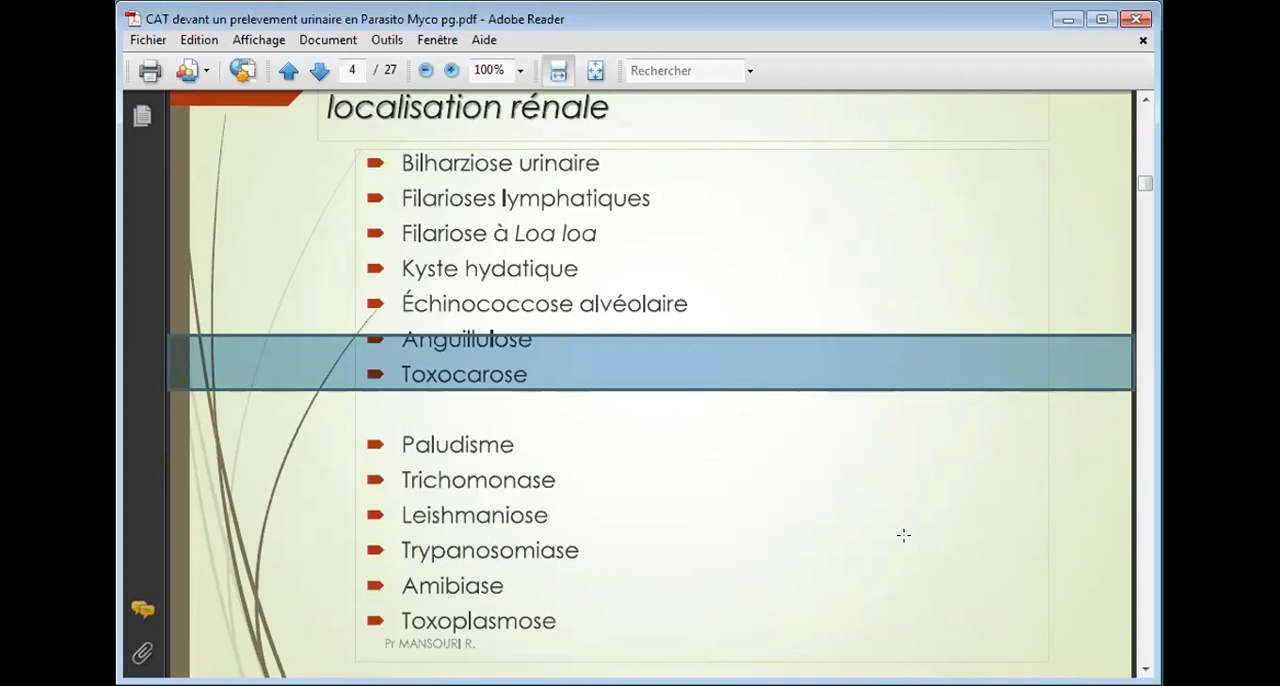 CAT devant un prelevement urinaire en Parasito Myco pg.pdf - Adobe Reader
Fichier Edition Affichage Document Outils Fenêtre Aide
4 / 27 100% Rechercher
localisation rénale
Bilharziose urinaire
Filarioses lymphatiques
Filariose à Loa loa
Kyste hydatique
Échinococcose alvéolaire
Anguillulose
Toxocarose
Paludisme
Trichomonase
Leishmaniose
Trypanosomiase
Amibiase
Toxoplasmose
Pr MANSOURI R.